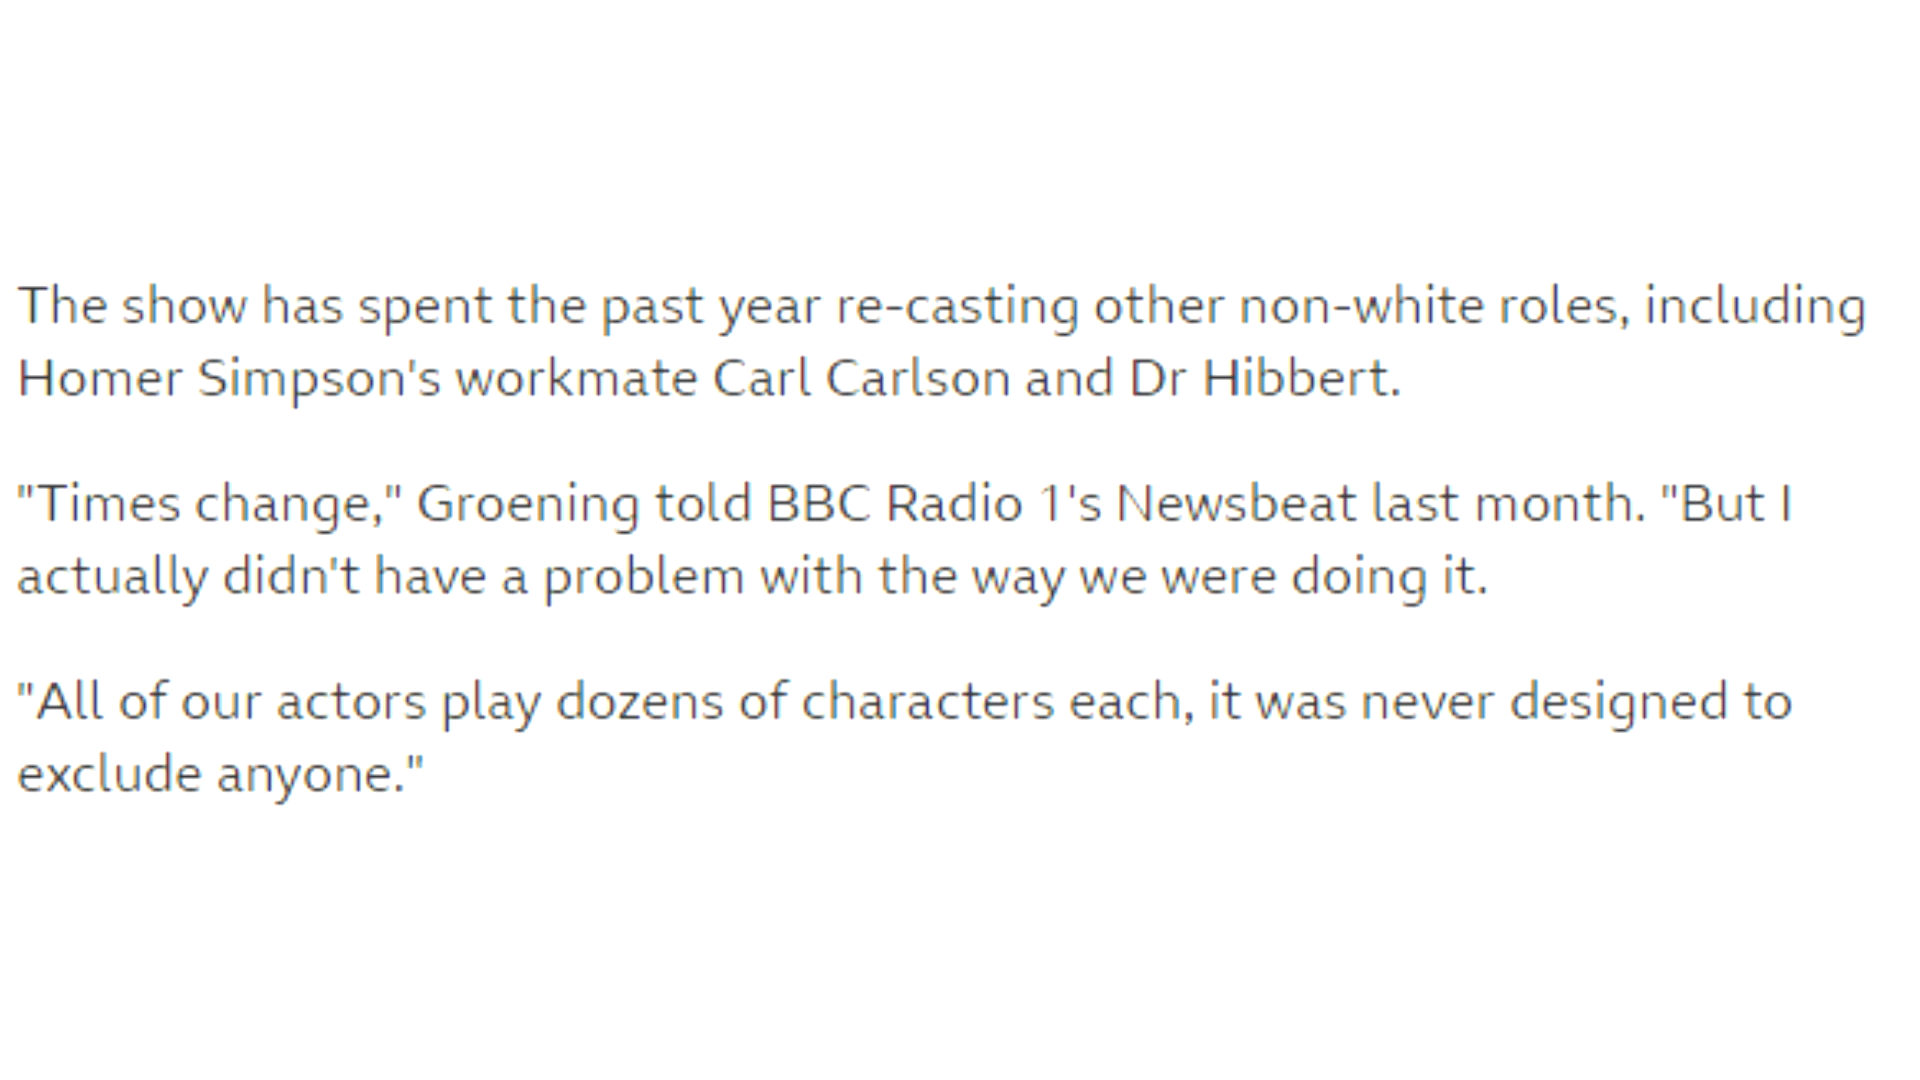 The show has spent the past year re-casting other non-white roles, including
Homer Simpson's workmate Carl Carlson and Dr Hibbert.
"Times change," Groening told BBC Radio 1's Newsbeat last month. "But I
actually didn't have a problem with the way we were doing it.
"All of our actors play dozens of characters each, it was never designed to
exclude anyone."